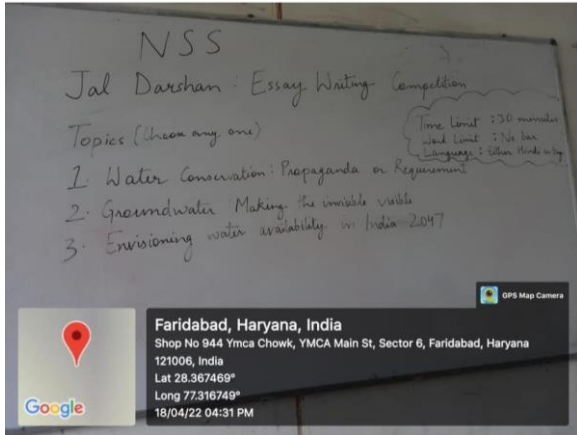 NSS
Jal Darshan : Essay Writing Competition
Topics (Choose any one)
Time Limit : 30 minutes
Word Limit : No bar
Language : Either Hindi or Eng
1. Water Conservation : Propaganda or Requirement
2. Groundwater : Making the invisible visible
3. Envisioning water availability in India 2047
GPS Map Camera
Faridabad, Haryana, India
Shop No 944 Ymca Chowk, YMCA Main St, Sector 6, Faridabad, Haryana
121006, India
Lat 28.367469°
Long 77.316749°
18/04/22 04:31 PM
Google